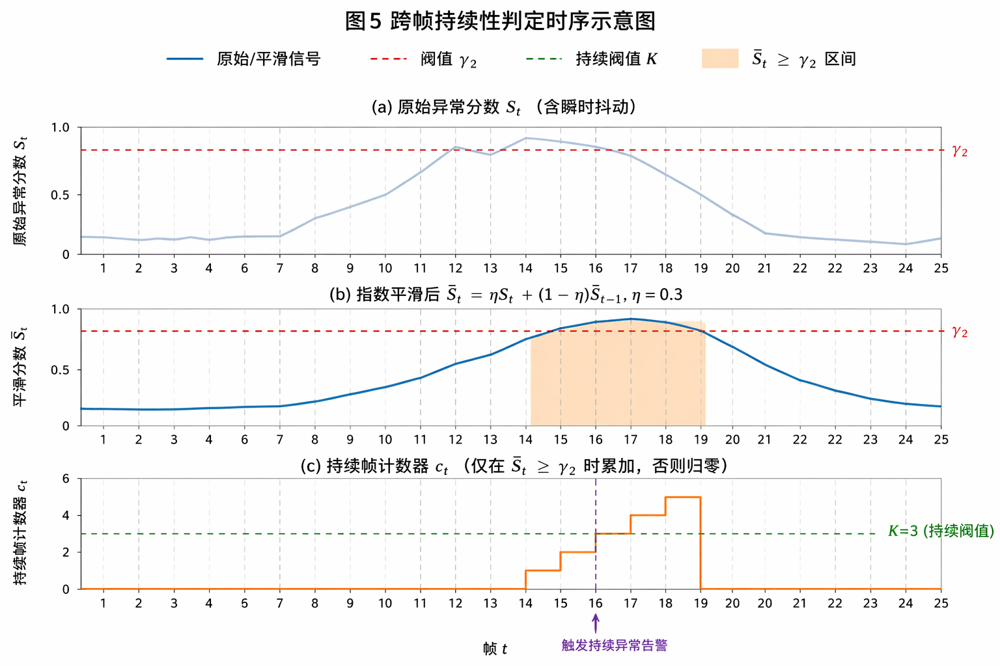 图5 跨帧持续性判定时序示意图
原始/平滑信号 阀值 γ₂ 持续阀值 K S̄ₜ ≥ γ₂ 区间
(a) 原始异常分数 Sₜ （含瞬时抖动）
原始异常分数 Sₜ
1.0
0.5
0
γ₂
1 2 3 4 6 7 8 9 10 11 12 13 14 15 16 17 18 19 20 21 22 23 24 25
(b) 指数平滑后 S̄ₜ = ηSₜ + (1 − η)S̄ₜ₋₁, η = 0.3
平滑分数 S̄ₜ
1.0
0.5
0
γ₂
1 2 3 4 6 7 8 9 10 11 12 13 14 15 16 17 18 19 20 21 22 23 24 25
(c) 持续帧计数器 cₜ （仅在 S̄ₜ ≥ γ₂ 时累加，否则归零）
持续帧计数器 cₜ
6
4
2
0
K=3 (持续阀值)
1 2 3 4 6 7 8 9 10 11 12 13 14 15 16 17 18 19 20 21 22 23 24 25
触发持续异常告警
帧 t